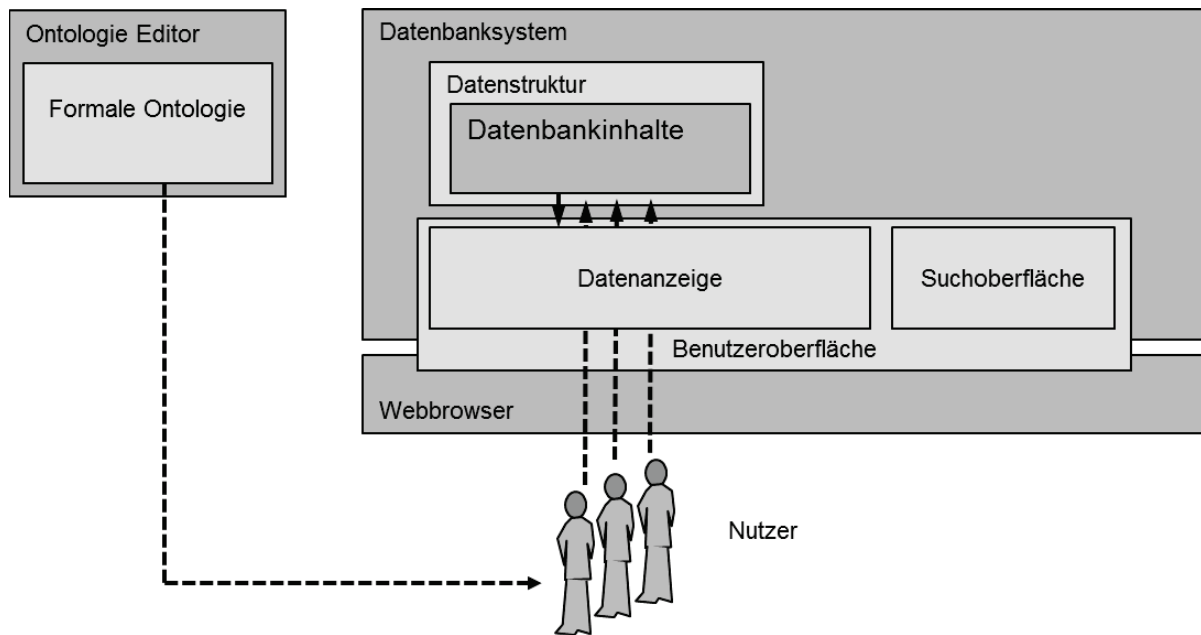 Ontologie Editor
Formale Ontologie
Datenbanksystem
Datenstruktur
Datenbankinhalte
Datenanzeige
Suchoberfläche
Benutzeroberfläche
Webbrowser
Nutzer